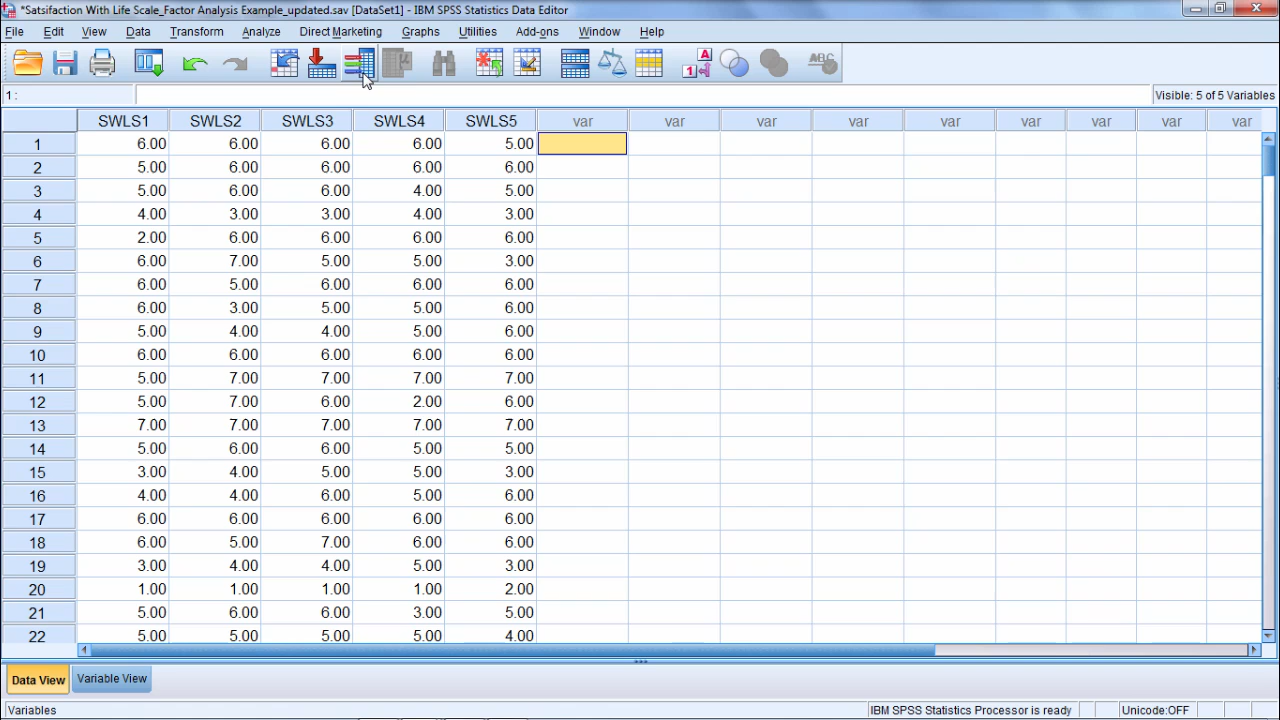 *Satsifaction With Life Scale_Factor Analysis Example_updated.sav [DataSet1] - IBM SPSS Statistics Data Editor
File Edit View Data Transform Analyze Direct Marketing Graphs Utilities Add-ons Window Help
A
1 ABC
1 : Visible: 5 of 5 Variables
SWLS1 SWLS2 SWLS3 SWLS4 SWLS5 var var var var var var var var
1 6.00 6.00 6.00 6.00 5.00
2 5.00 6.00 6.00 6.00 6.00
3 5.00 6.00 6.00 4.00 5.00
4 4.00 3.00 3.00 4.00 3.00
5 2.00 6.00 6.00 6.00 6.00
6 6.00 7.00 5.00 5.00 3.00
7 6.00 5.00 6.00 6.00 6.00
8 6.00 3.00 5.00 5.00 6.00
9 5.00 4.00 4.00 5.00 6.00
10 6.00 6.00 6.00 6.00 6.00
11 5.00 7.00 7.00 7.00 7.00
12 5.00 7.00 6.00 2.00 6.00
13 7.00 7.00 7.00 7.00 7.00
14 5.00 6.00 6.00 5.00 5.00
15 3.00 4.00 5.00 5.00 3.00
16 4.00 4.00 6.00 5.00 6.00
17 6.00 6.00 6.00 6.00 6.00
18 6.00 5.00 7.00 6.00 6.00
19 3.00 4.00 4.00 5.00 3.00
20 1.00 1.00 1.00 1.00 2.00
21 5.00 6.00 6.00 3.00 5.00
22 5.00 5.00 5.00 5.00 4.00
Data View Variable View
Variables IBM SPSS Statistics Processor is ready Unicode:OFF